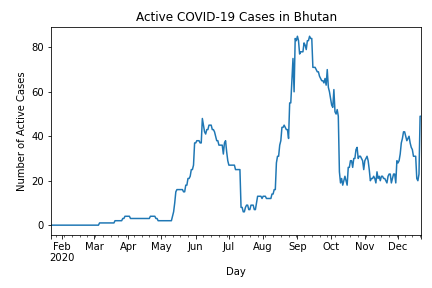 Active COVID-19 Cases in Bhutan
Number of Active Cases
80
60
40
20
0
Feb Mar Apr May Jun Jul Aug Sep Oct Nov Dec
2020
Day